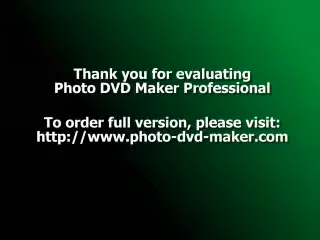 Thank you for evaluating
Photo DVD Maker Professional
To order full version, please visit:
http://www.photo-dvd-maker.com